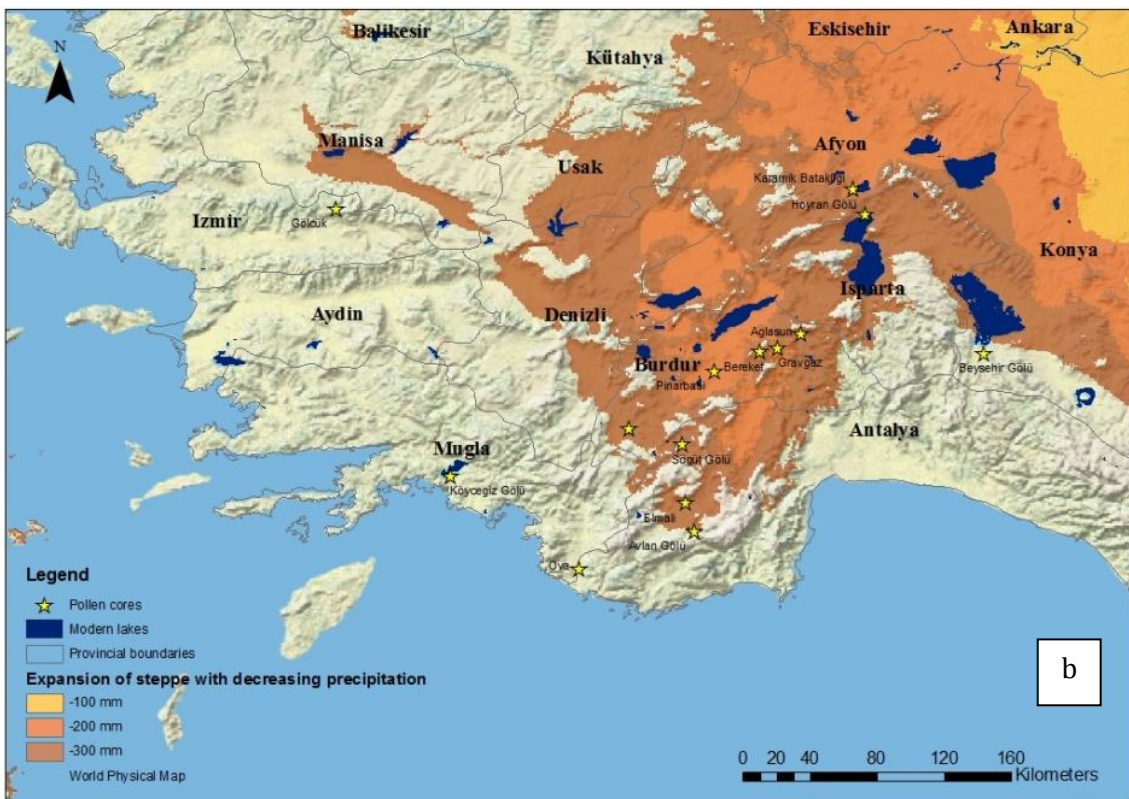 Eskisehir
Ankara
Balikesir
N
Kütahya
Manisa
Afyon
Usak
Karamik Batakligi
Hoyran Gölü
Izmir
Gölcük
Konya
Isparta
Aydin
Denizli
Aglasun
Burdur
Bereket
Gravgaz
Beysehir Gölü
Pinarbasi
Antalya
Mugla
Sögüt Gölü
Köycegiz Gölü
Elmali
Avlan Gölü
Ova
Legend
Pollen cores
Modern lakes
Provincial boundaries
Expansion of steppe with decreasing precipitation
-100 mm
-200 mm
-300 mm
World Physical Map
b
0 20 40 80 120 160
Kilometers